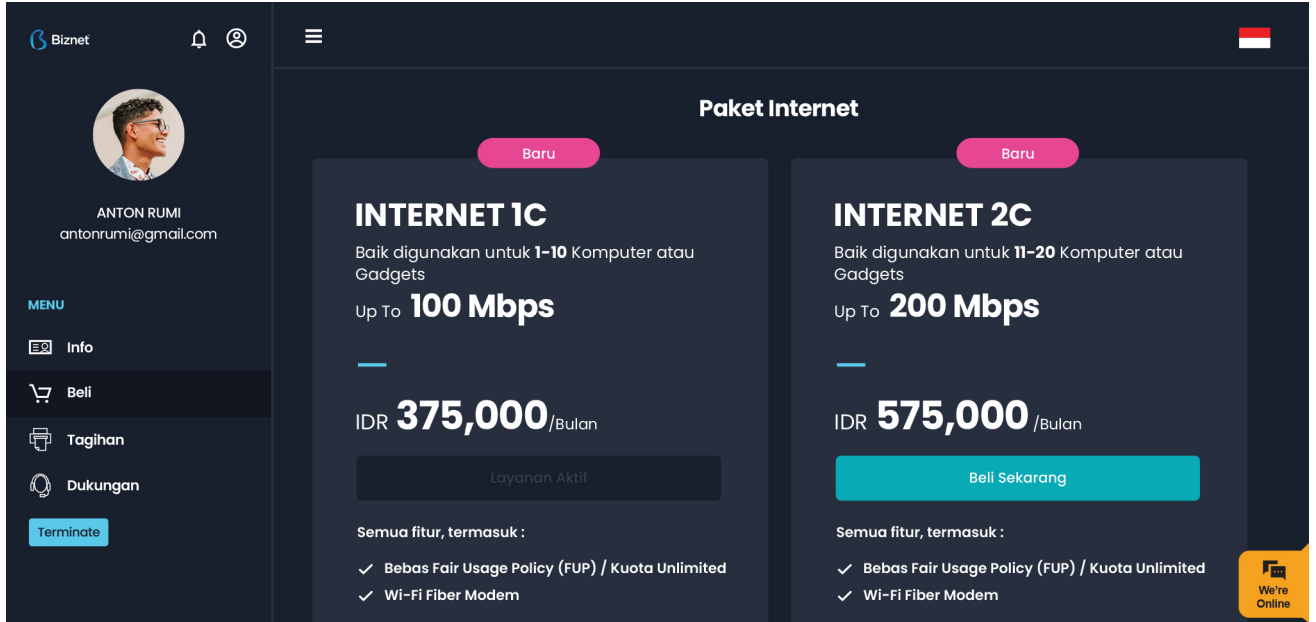 Biznet
ANTON RUMI
antonrumi@gmail.com
MENU
Info
Beli
Tagihan
Dukungan
Terminate
Paket Internet
Baru
INTERNET 1C
Baik digunakan untuk 1-10 Komputer atau
Gadgets
Up To 100 Mbps
IDR 375,000/Bulan
Layanan Aktif
Semua fitur, termasuk :
Bebas Fair Usage Policy (FUP) / Kuota Unlimited
Wi-Fi Fiber Modem
Baru
INTERNET 2C
Baik digunakan untuk 11-20 Komputer atau
Gadgets
Up To 200 Mbps
IDR 575,000 /Bulan
Beli Sekarang
Semua fitur, termasuk :
Bebas Fair Usage Policy (FUP) / Kuota Unlimited
Wi-Fi Fiber Modem
We're
Online